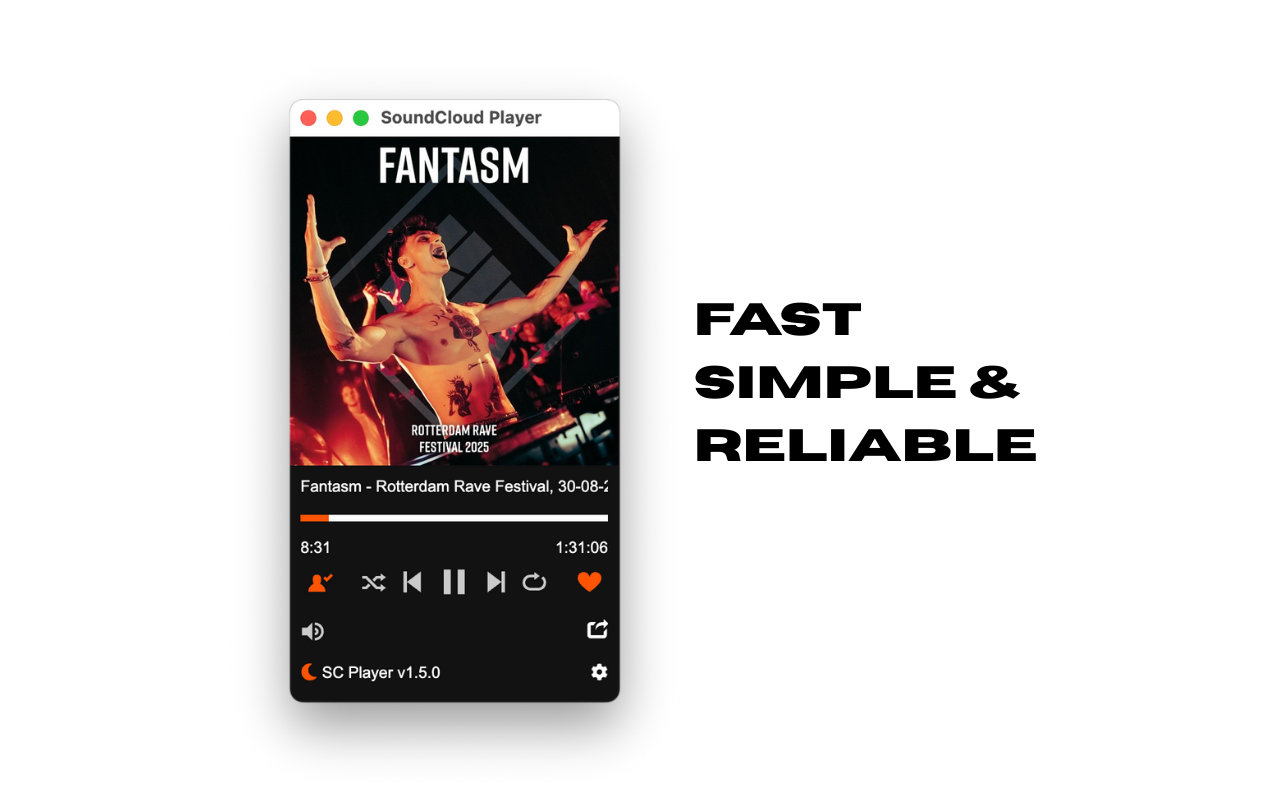 SoundCloud Player
FANTASM
ROTTERDAM RAVE
FESTIVAL 2025
Fantasm - Rotterdam Rave Festival, 30-08-2
8:31
1:31:06
SC Player v1.5.0
FAST
SIMPLE &
RELIABLE